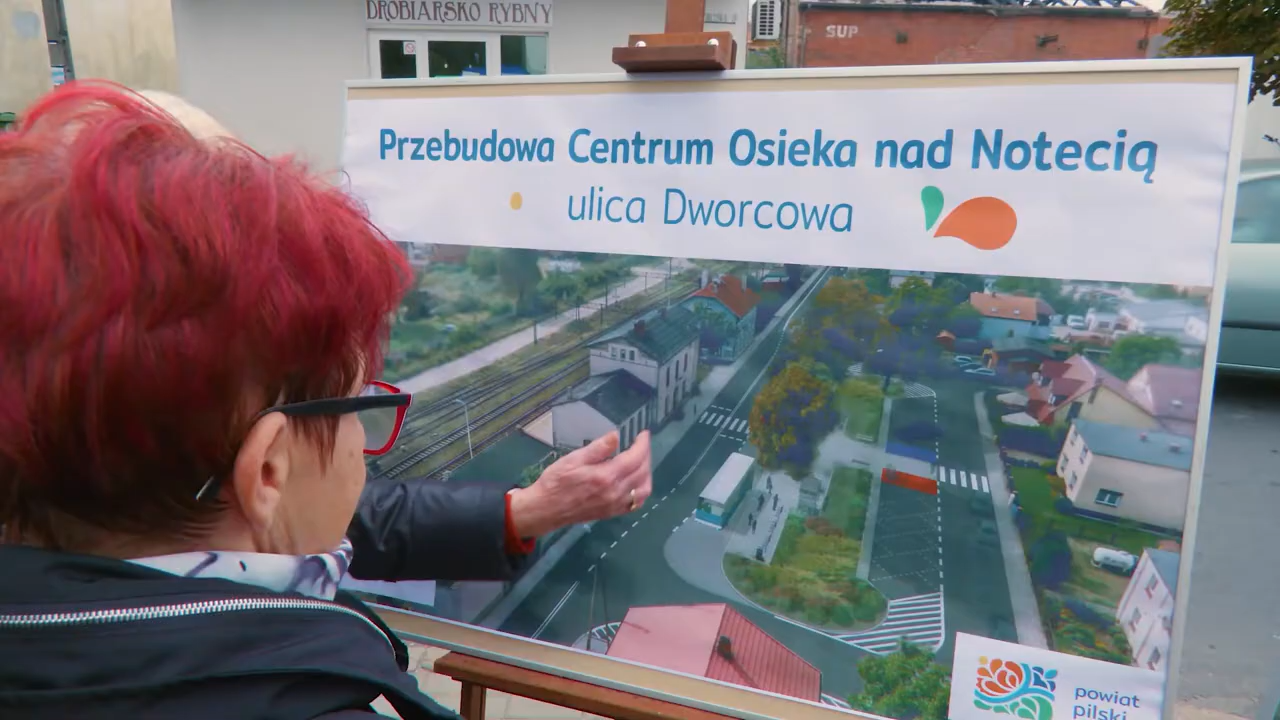 DROBIARSKO RYBNY
SUP
Przebudowa Centrum Osieka nad Notecią
ulica Dworcowa
powiat
pilski